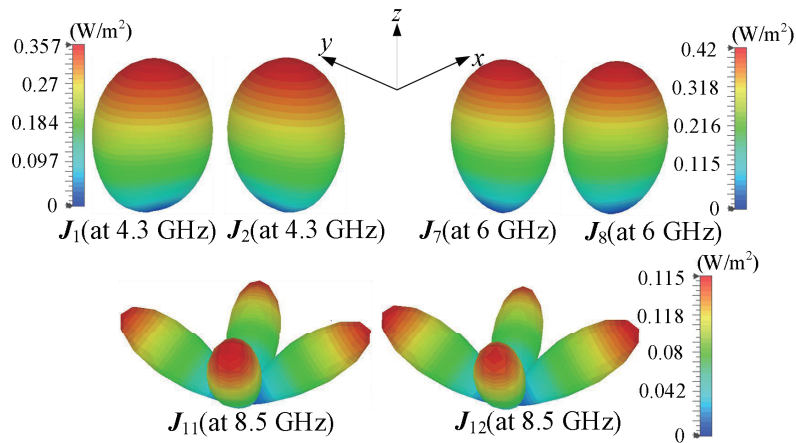 (W/m²)
0.357
0.27
0.184
0.097
0
z
y
x
(W/m²)
0.42
0.318
0.216
0.115
0
J₁(at 4.3 GHz)
J₂(at 4.3 GHz)
J₇(at 6 GHz)
J₈(at 6 GHz)
(W/m²)
0.115
0.118
0.08
0.042
0
J₁₁(at 8.5 GHz)
J₁₂(at 8.5 GHz)